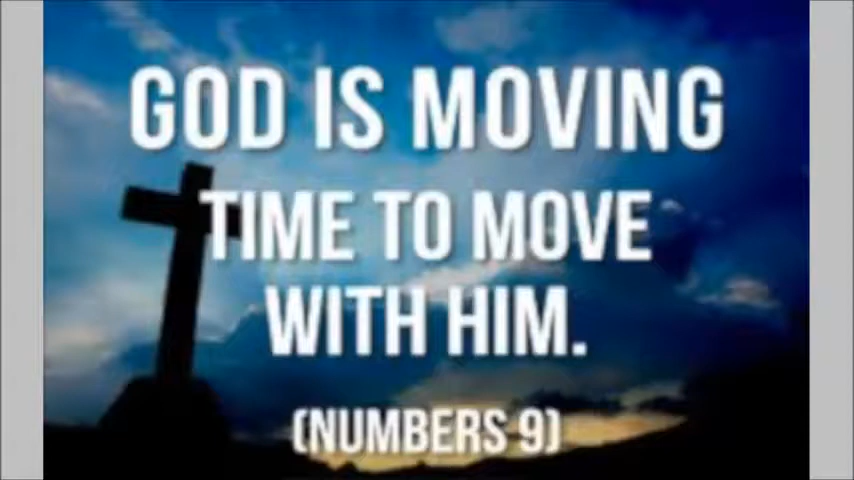 GOD IS MOVING
TIME TO MOVE
WITH HIM.
(NUMBERS 9)